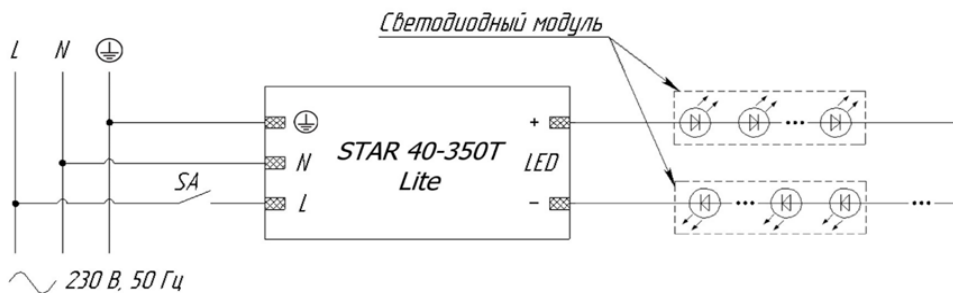 Светодиодный модуль
L N
+
N STAR 40-350T LED
Lite
SA L −
230 В, 50 Гц